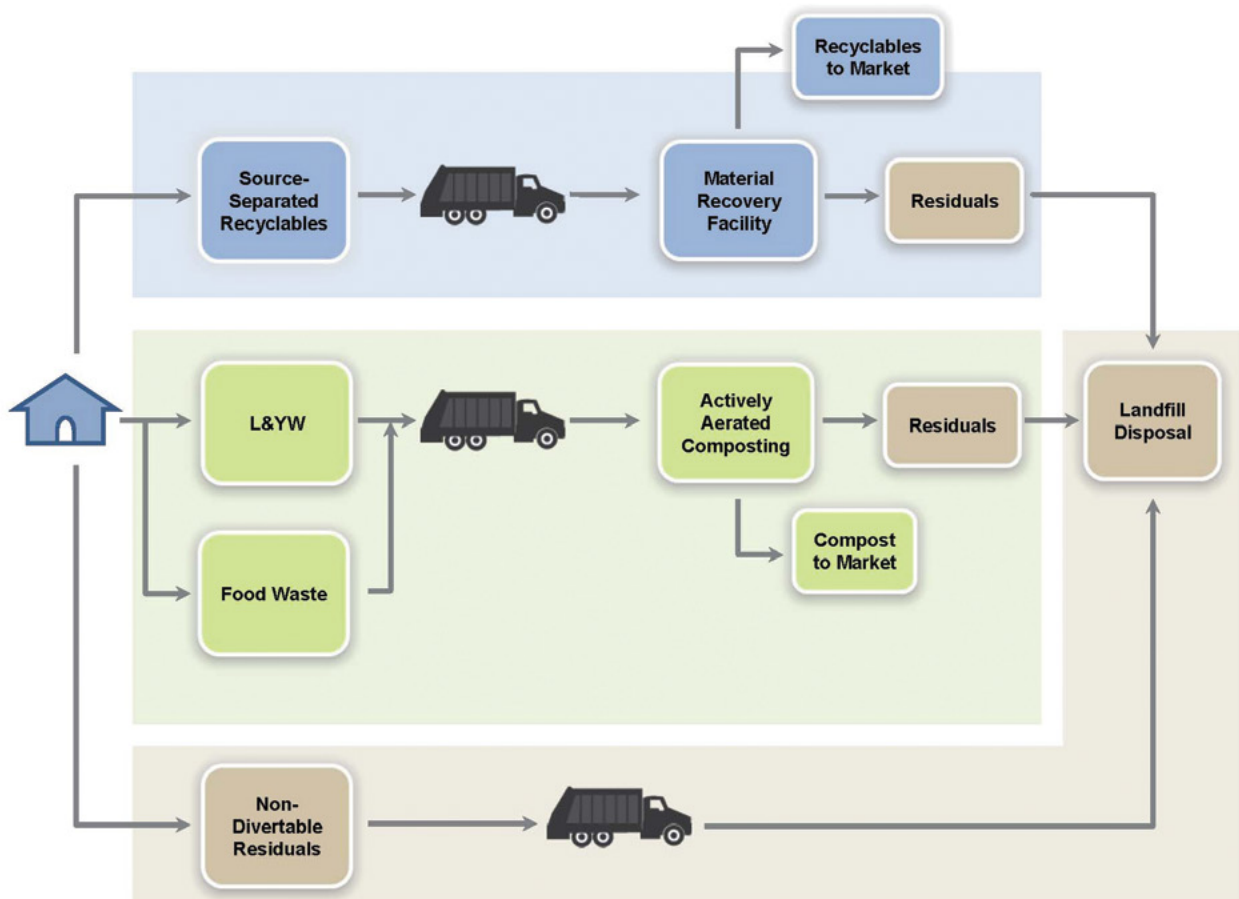 Recyclables
to Market
Source-
Separated
Recyclables
Material
Recovery
Facility
Residuals
L&YW
Actively
Aerated
Composting
Residuals
Landfill
Disposal
Food Waste
Compost
to Market
Non-
Divertable
Residuals